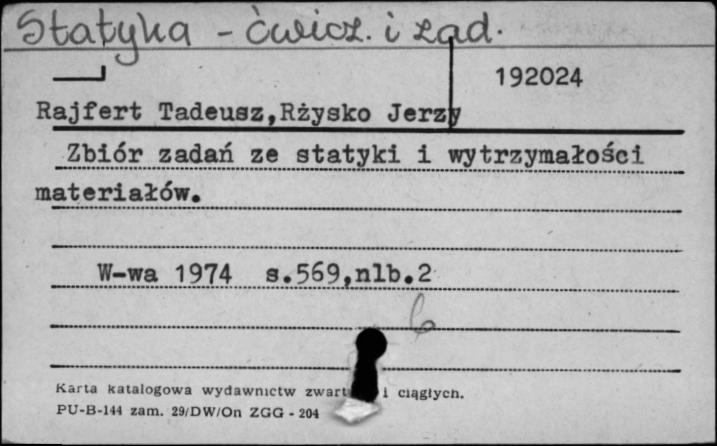 Statyka - ćwicz. i zad.
192024
Rajfert Tadeusz,Rżysko Jerzy
Zbiór zadań ze statyki i wytrzymałości
materiałów.
W-wa 1974 s.569,nlb.2
Karta katalogowa wydawnictw i ciągłych.
PU-B-144 zam. 29/DW/On ZGG - 204